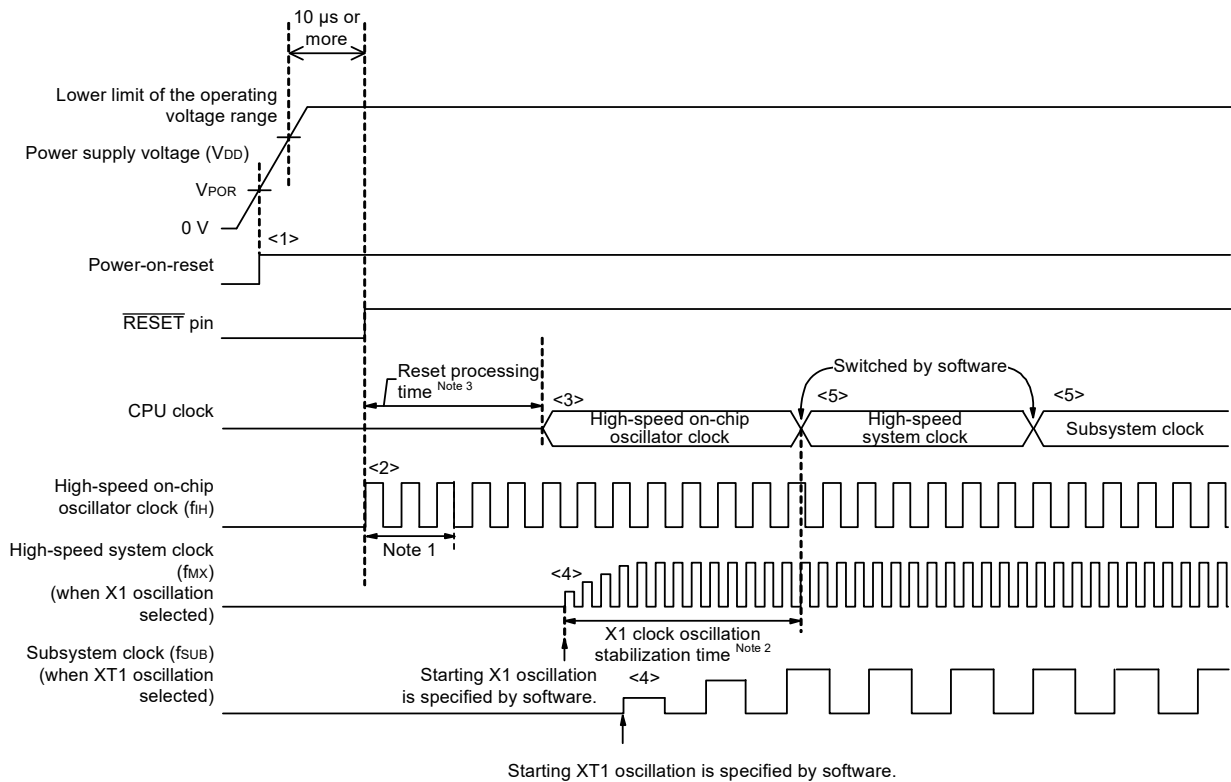 10 µs or
more
Lower limit of the operating
voltage range
Power supply voltage (VDD)
VPOR
0 V
<1>
Power-on-reset
RESET pin
Reset processing
time Note 3
Switched by software
CPU clock
<3>
High-speed on-chip
oscillator clock
<5>
High-speed
system clock
<5>
Subsystem clock
<2>
High-speed on-chip
oscillator clock (fIH)
Note 1
High-speed system clock
(fMX)
(when X1 oscillation
selected)
<4>
X1 clock oscillation
stabilization time Note 2
Subsystem clock (fSUB)
(when XT1 oscillation
selected)
Starting X1 oscillation
is specified by software.
<4>
Starting XT1 oscillation is specified by software.